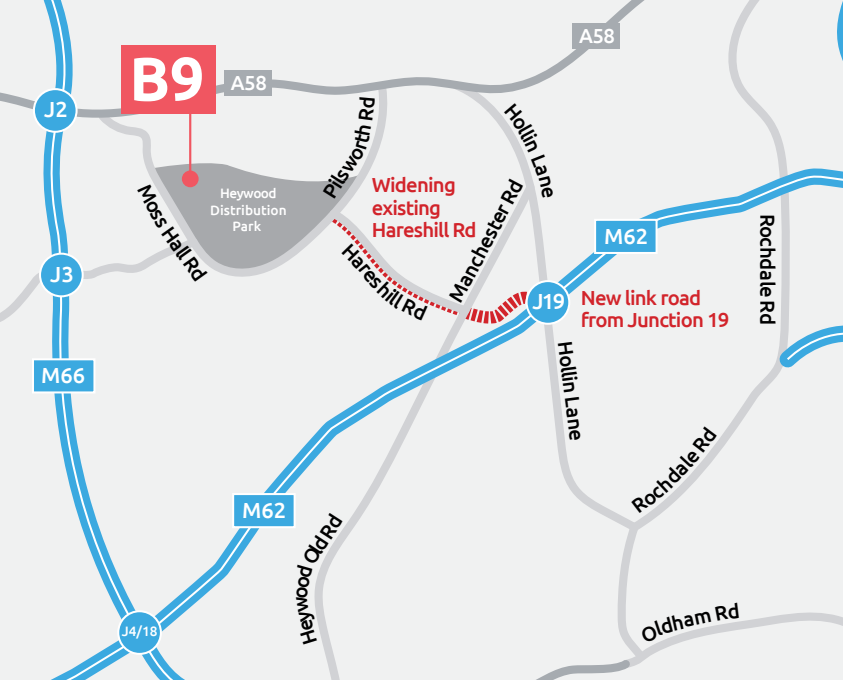 A58
B9
A58
J2
Pilsworth Rd
Hollin Lane
Widening
existing
Hareshill Rd
Heywood
Distribution
Park
Moss Hall Rd
Manchester Rd
M62
Rochdale Rd
J3
Hareshill Rd
J19
New link road
from Junction 19
M66
Hollin Lane
Rochdale Rd
M62
Heywood Old Rd
J4/18
Oldham Rd